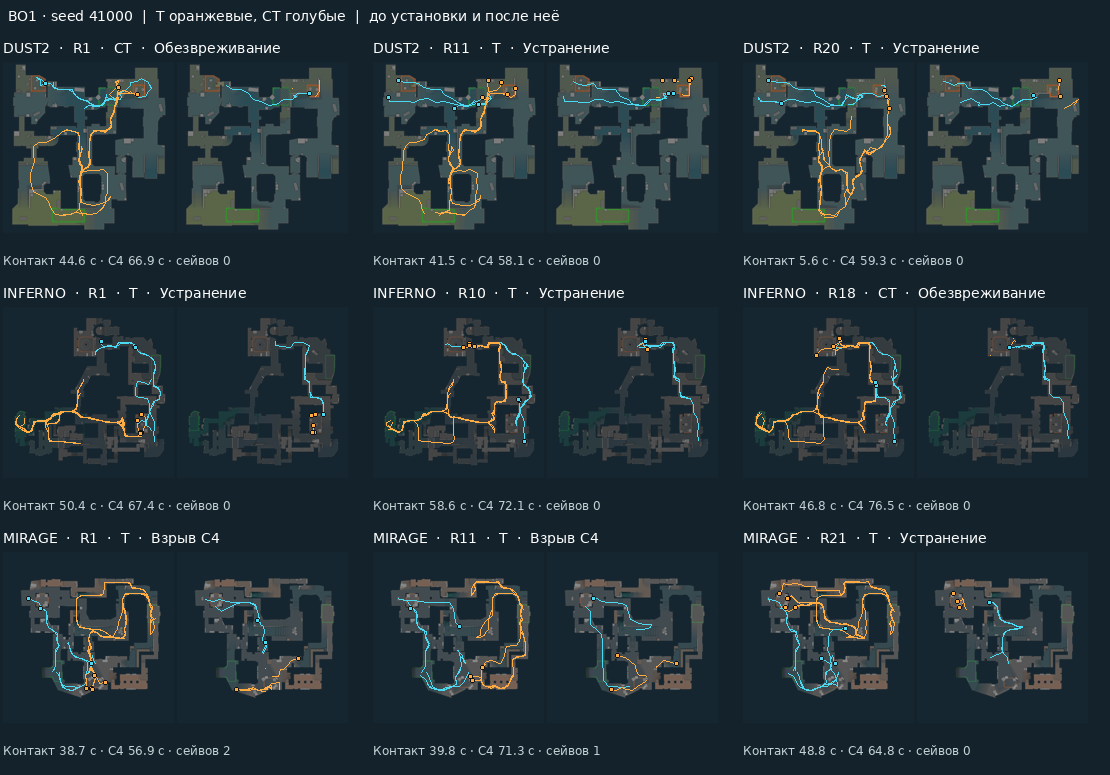 BO1 · seed 41000 | T оранжевые, CT голубые | до установки и после неё
DUST2 · R1 · CT · Обезвреживание
DUST2 · R11 · T · Устранение
DUST2 · R20 · T · Устранение
Контакт 44.6 с · C4 66.9 с · сейвов 0
Контакт 41.5 с · C4 58.1 с · сейвов 0
Контакт 5.6 с · C4 59.3 с · сейвов 0
INFERNO · R1 · T · Устранение
INFERNO · R10 · T · Устранение
INFERNO · R18 · CT · Обезвреживание
Контакт 50.4 с · C4 67.4 с · сейвов 0
Контакт 58.6 с · C4 72.1 с · сейвов 0
Контакт 46.8 с · C4 76.5 с · сейвов 0
MIRAGE · R1 · T · Взрыв C4
MIRAGE · R11 · T · Взрыв C4
MIRAGE · R21 · T · Устранение
Контакт 38.7 с · C4 56.9 с · сейвов 2
Контакт 39.8 с · C4 71.3 с · сейвов 1
Контакт 48.8 с · C4 64.8 с · сейвов 0